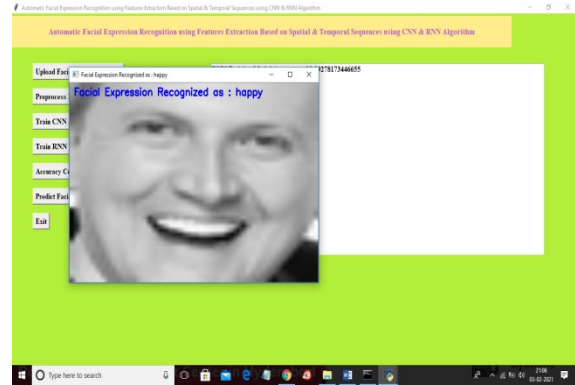 Automatic Facial Expression Recognition using Features Extraction Based on Spatial & Temporal Sequences using CNN & RNN Algorithm
Automatic Facial Expression Recognition using Features Extraction Based on Spatial & Temporal Sequences using CNN & RNN Algorithm
Upload Faci
Facial Expression Recognized as : happy
278173446655
Facial Expression Recognized as : happy
Preprocess
Train CNN
Train RNN
Accuracy Co
Predict Faci
Exit
Type here to search
21:06
03-02-2021